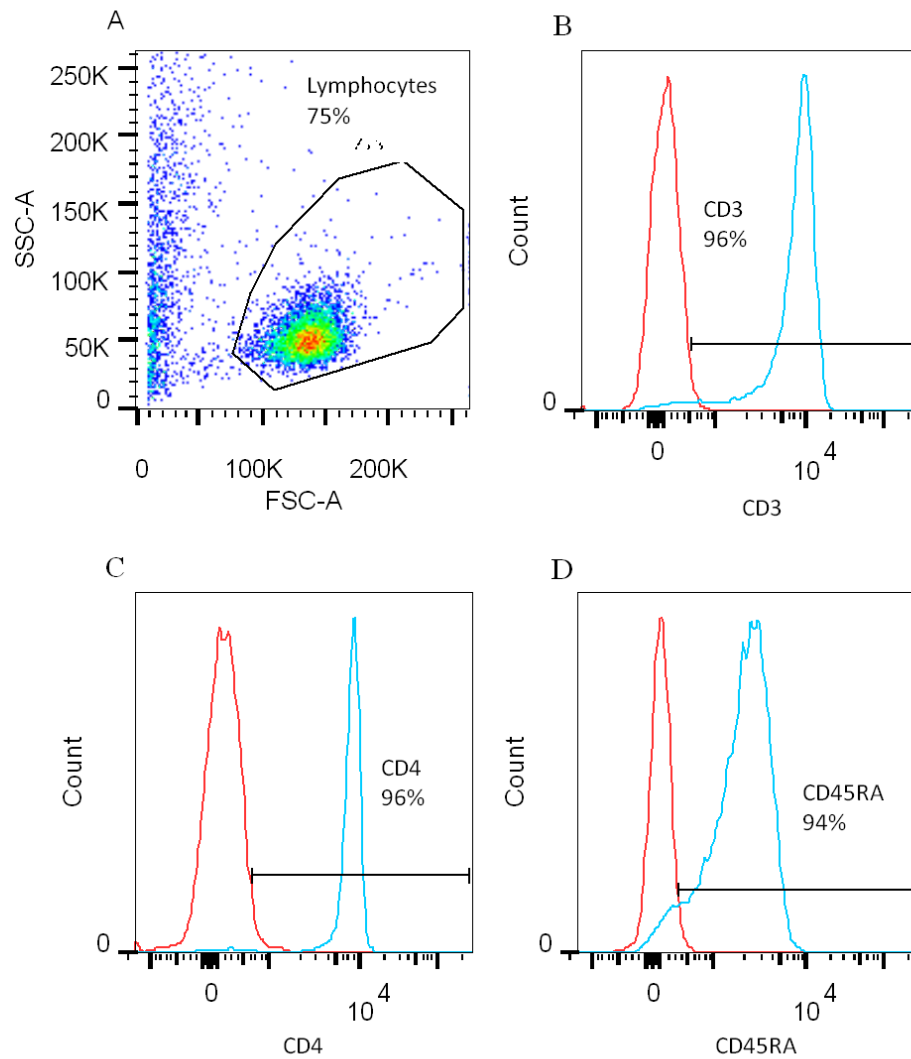 A
250K
200K
150K
100K
50K
0
SSC-A
Lymphocytes
75%
0
100K
200K
FSC-A
B
Count
0
CD3
96%
0
10 4
CD3
C
Count
0
CD4
96%
0
10 4
CD4
D
Count
0
CD45RA
94%
0
10 4
CD45RA